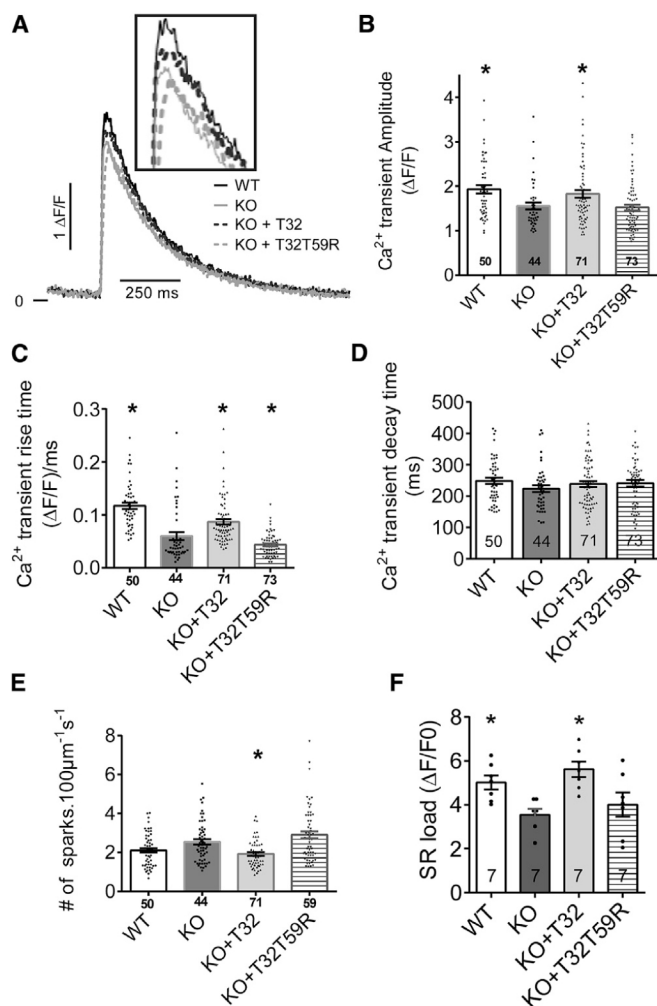 A
1 ΔF/F
0
250 ms
WT
KO
KO + T32
KO + T32T59R
B
Ca²⁺ transient Amplitude
(ΔF/F)
4
3
2
1
0
*
*
50
44
71
73
WT
KO
KO+T32
KO+T32T59R
C
Ca²⁺ transient rise time
(ΔF/F)/ms
0.3
0.2
0.1
0.0
*
*
*
50
44
71
73
WT
KO
KO+T32
KO+T32T59R
D
Ca²⁺ transient decay time
(ms)
500
400
300
200
100
0
50
44
71
73
WT
KO
KO+T32
KO+T32T59R
E
# of sparks.100µm⁻¹s⁻¹
8
6
4
2
0
*
50
44
71
59
WT
KO
KO+T32
KO+T32T59R
F
SR load (ΔF/F0)
8
6
4
2
0
*
*
7
7
7
7
WT
KO
KO+T32
KO+T32T59R